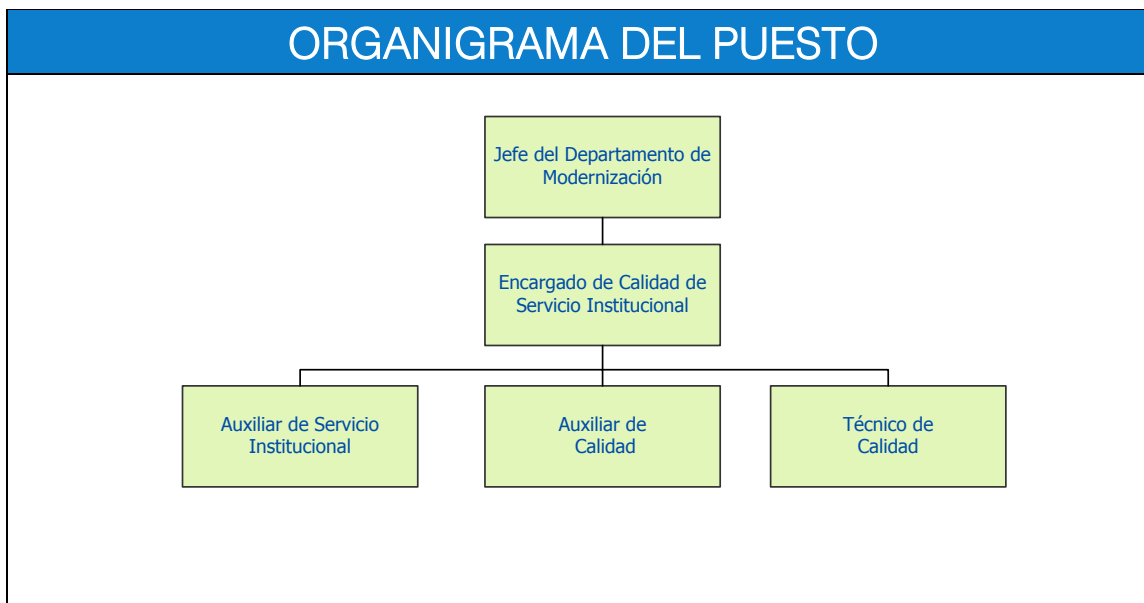 ORGANIGRAMA DEL PUESTO
Jefe del Departamento de
Modernización
Encargado de Calidad de
Servicio Institucional
Auxiliar de Servicio
Institucional
Auxiliar de
Calidad
Técnico de
Calidad